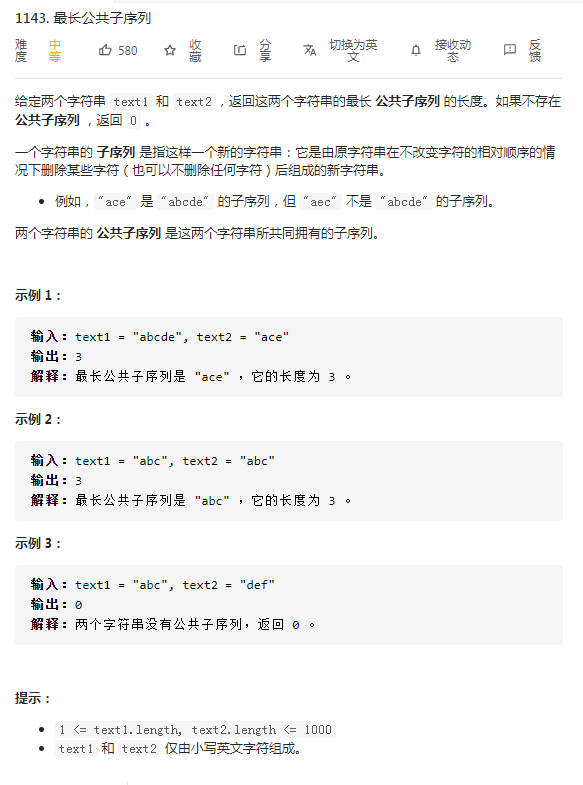 1143. 最长公共子序列
难度 中等 580 收藏 分享 切换为英文 接收动态 反馈
给定两个字符串 text1 和 text2，返回这两个字符串的最长 公共子序列 的长度。如果不存在
公共子序列 ，返回 0 。
一个字符串的 子序列 是指这样一个新的字符串：它是由原字符串在不改变字符的相对顺序的情
况下删除某些字符（也可以不删除任何字符）后组成的新字符串。
• 例如，"ace" 是 "abcde" 的子序列，但 "aec" 不是 "abcde" 的子序列。
两个字符串的 公共子序列 是这两个字符串所共同拥有的子序列。
示例 1：
输入：text1 = "abcde", text2 = "ace"
输出：3
解释：最长公共子序列是 "ace" ，它的长度为 3 。
示例 2：
输入：text1 = "abc", text2 = "abc"
输出：3
解释：最长公共子序列是 "abc" ，它的长度为 3 。
示例 3：
输入：text1 = "abc", text2 = "def"
输出：0
解释：两个字符串没有公共子序列，返回 0 。
提示：
• 1 <= text1.length, text2.length <= 1000
• text1 和 text2 仅由小写英文字符组成。